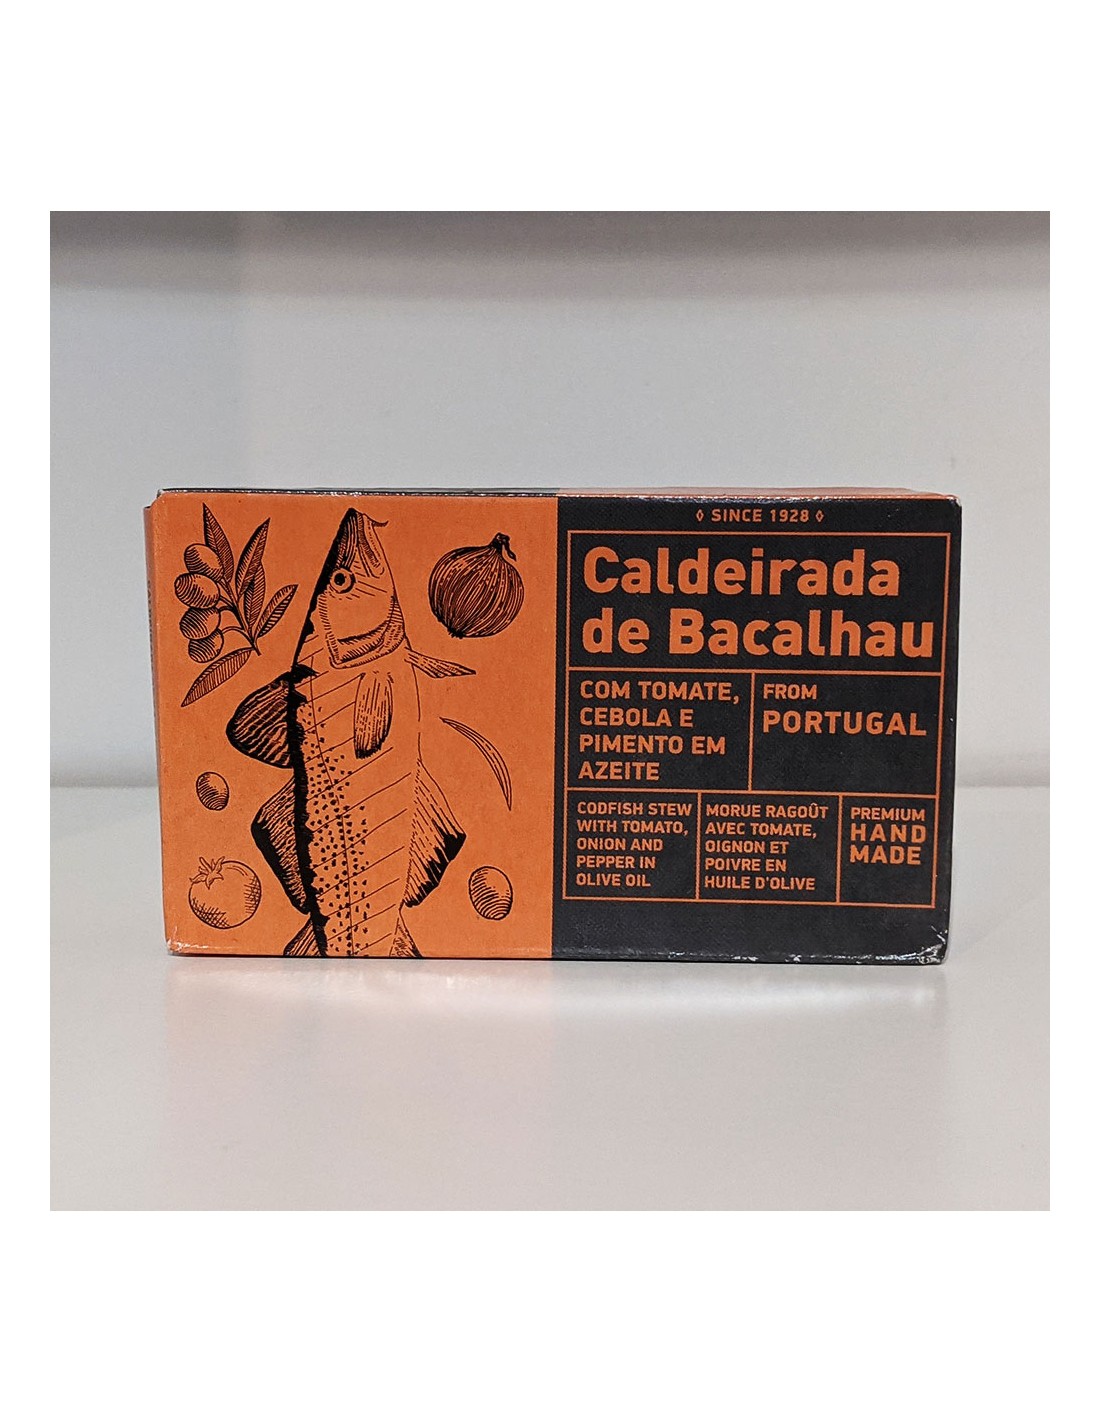 ◊ SINCE 1928 ◊
Caldeirada
de Bacalhau
COM TOMATE,
CEBOLA E
PIMENTO EM
AZEITE
FROM
PORTUGAL
CODFISH STEW
WITH TOMATO,
ONION AND
PEPPER IN
OLIVE OIL
MORUE RAGOÛT
AVEC TOMATE,
OIGNON ET
POIVRE EN
HUILE D'OLIVE
PREMIUM
HAND
MADE